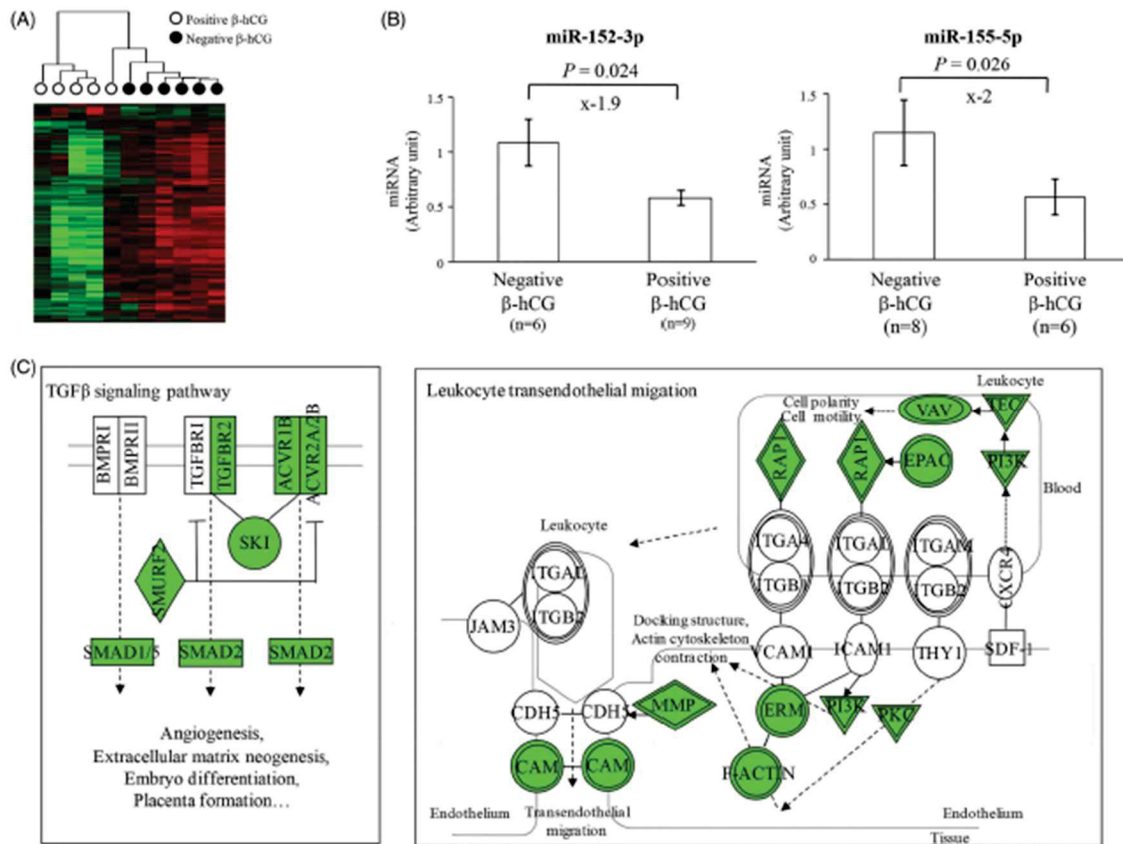 (A)
Positive β-hCG
Negative β-hCG
(B)
miR-152-3p
P = 0.024
x-1.9
miRNA
(Arbitrary unit)
1.5
1
0.5
0
Negative
β-hCG
(n=6)
Positive
β-hCG
(n=9)
miR-155-5p
P = 0.026
x-2
miRNA
(Arbitrary unit)
1.5
1
0.5
0
Negative
β-hCG
(n=8)
Positive
β-hCG
(n=6)
(C)
TGFβ signaling pathway
BMPRI
BMPRII
TGFBRI
TGFBR2
ACVR1B
ACVR2A/2B
SKI
SMURF2
SMAD1/5
SMAD2
SMAD2
Angiogenesis,
Extracellular matrix neogenesis,
Embryo differentiation,
Placenta formation…
Leukocyte transendothelial migration
Leukocyte
Cell polarity
Cell motility
VAV
TEC
RAP1
RAP1
EPAC
PI3K
Blood
Leukocyte
ITGA4
ITGB1
ITGAL
ITGB2
ITGAM
ITGB2
CXCR4
ITGAL
ITGB2
JAM3
Docking structure,
Actin cytoskeleton
contraction
VCAM1
ICAM1
THY1
SDF-1
CDH5
CDH5
MMP
ERM
PI3K
PKC
CAM
CAM
F-ACTIN
Endothelium
Transendothelial
migration
Endothelium
Tissue